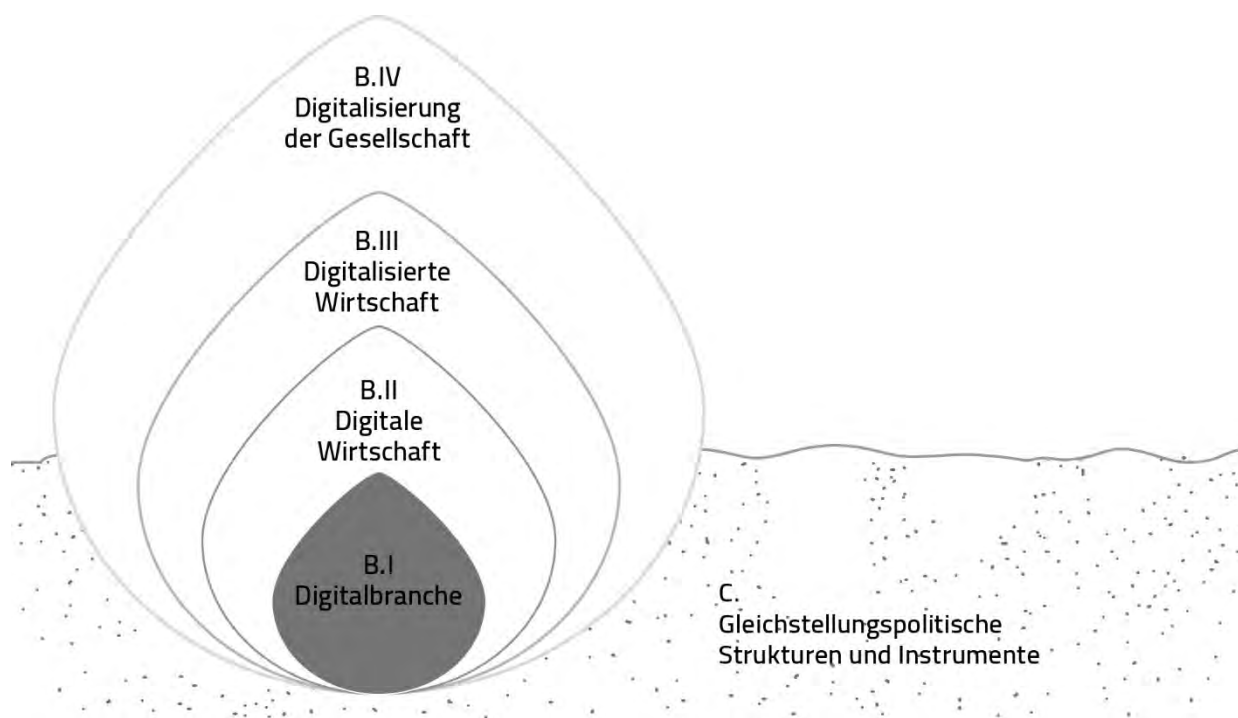 B.IV
Digitalisierung
der Gesellschaft
B.III
Digitalisierte
Wirtschaft
B.II
Digitale
Wirtschaft
B.I
Digitalbranche
C.
Gleichstellungspolitische
Strukturen und Instrumente